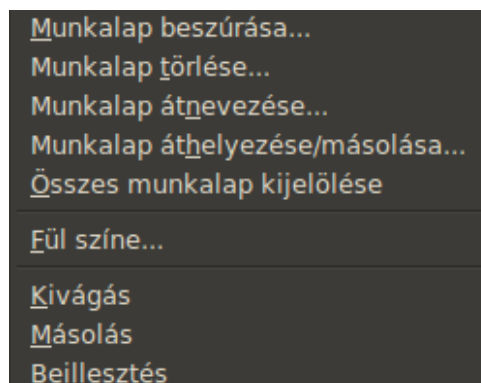 Munkalap beszúrása...
Munkalap törlése...
Munkalap átnevezése...
Munkalap áthelyezése/másolása...
Összes munkalap kijelölése
Fül színe...
Kivágás
Másolás
Beillesztés